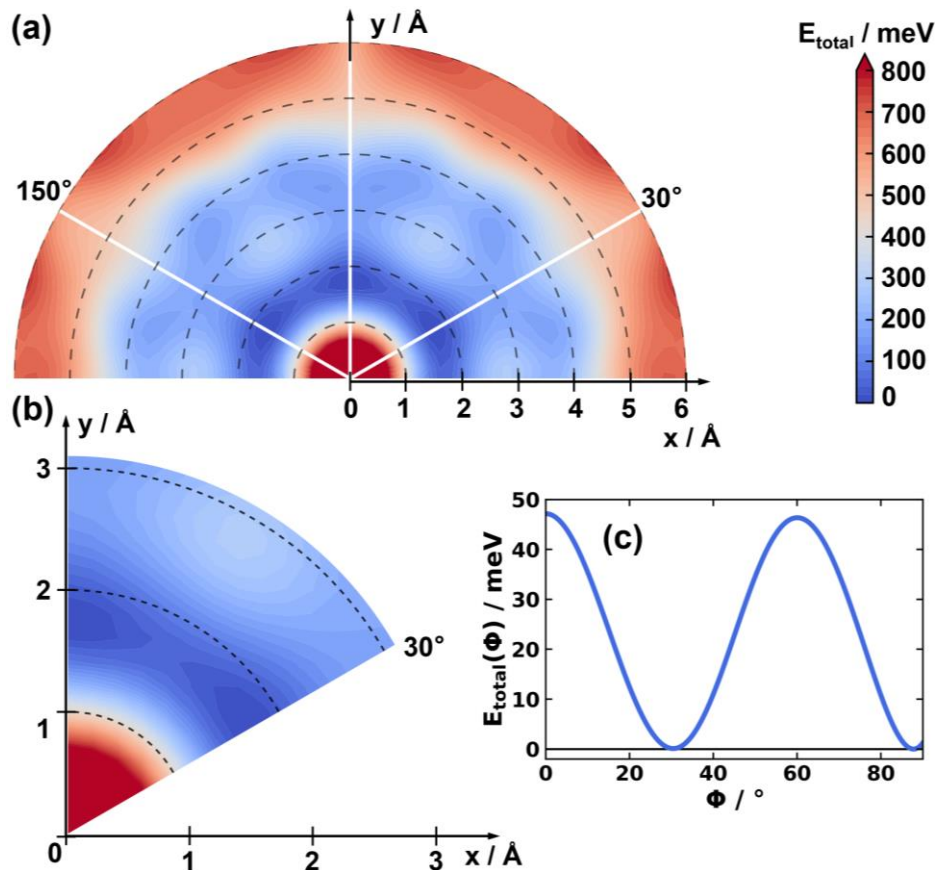 (a)
y / Å
E_total / meV
800
700
600
500
400
300
200
100
0
150°
30°
0 1 2 3 4 5 6
x / Å
(b)
y / Å
3
2
1
0
30°
1 2 3
x / Å
(c)
E_total(Φ) / meV
50
40
30
20
10
0
0 20 40 60 80
Φ / °